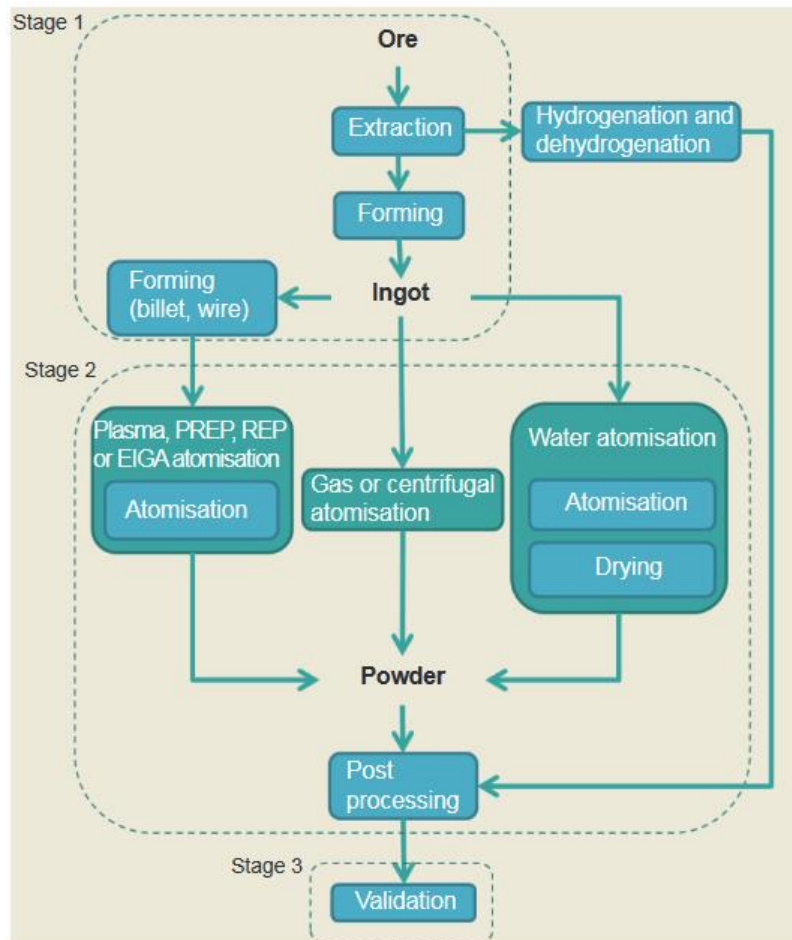 Stage 1
Ore
Extraction
Hydrogenation and
dehydrogenation
Forming
Forming
(billet, wire)
Ingot
Stage 2
Plasma, PREP, REP
or EIGA atomisation
Atomisation
Gas or centrifugal
atomisation
Water atomisation
Atomisation
Drying
Powder
Post
processing
Stage 3
Validation